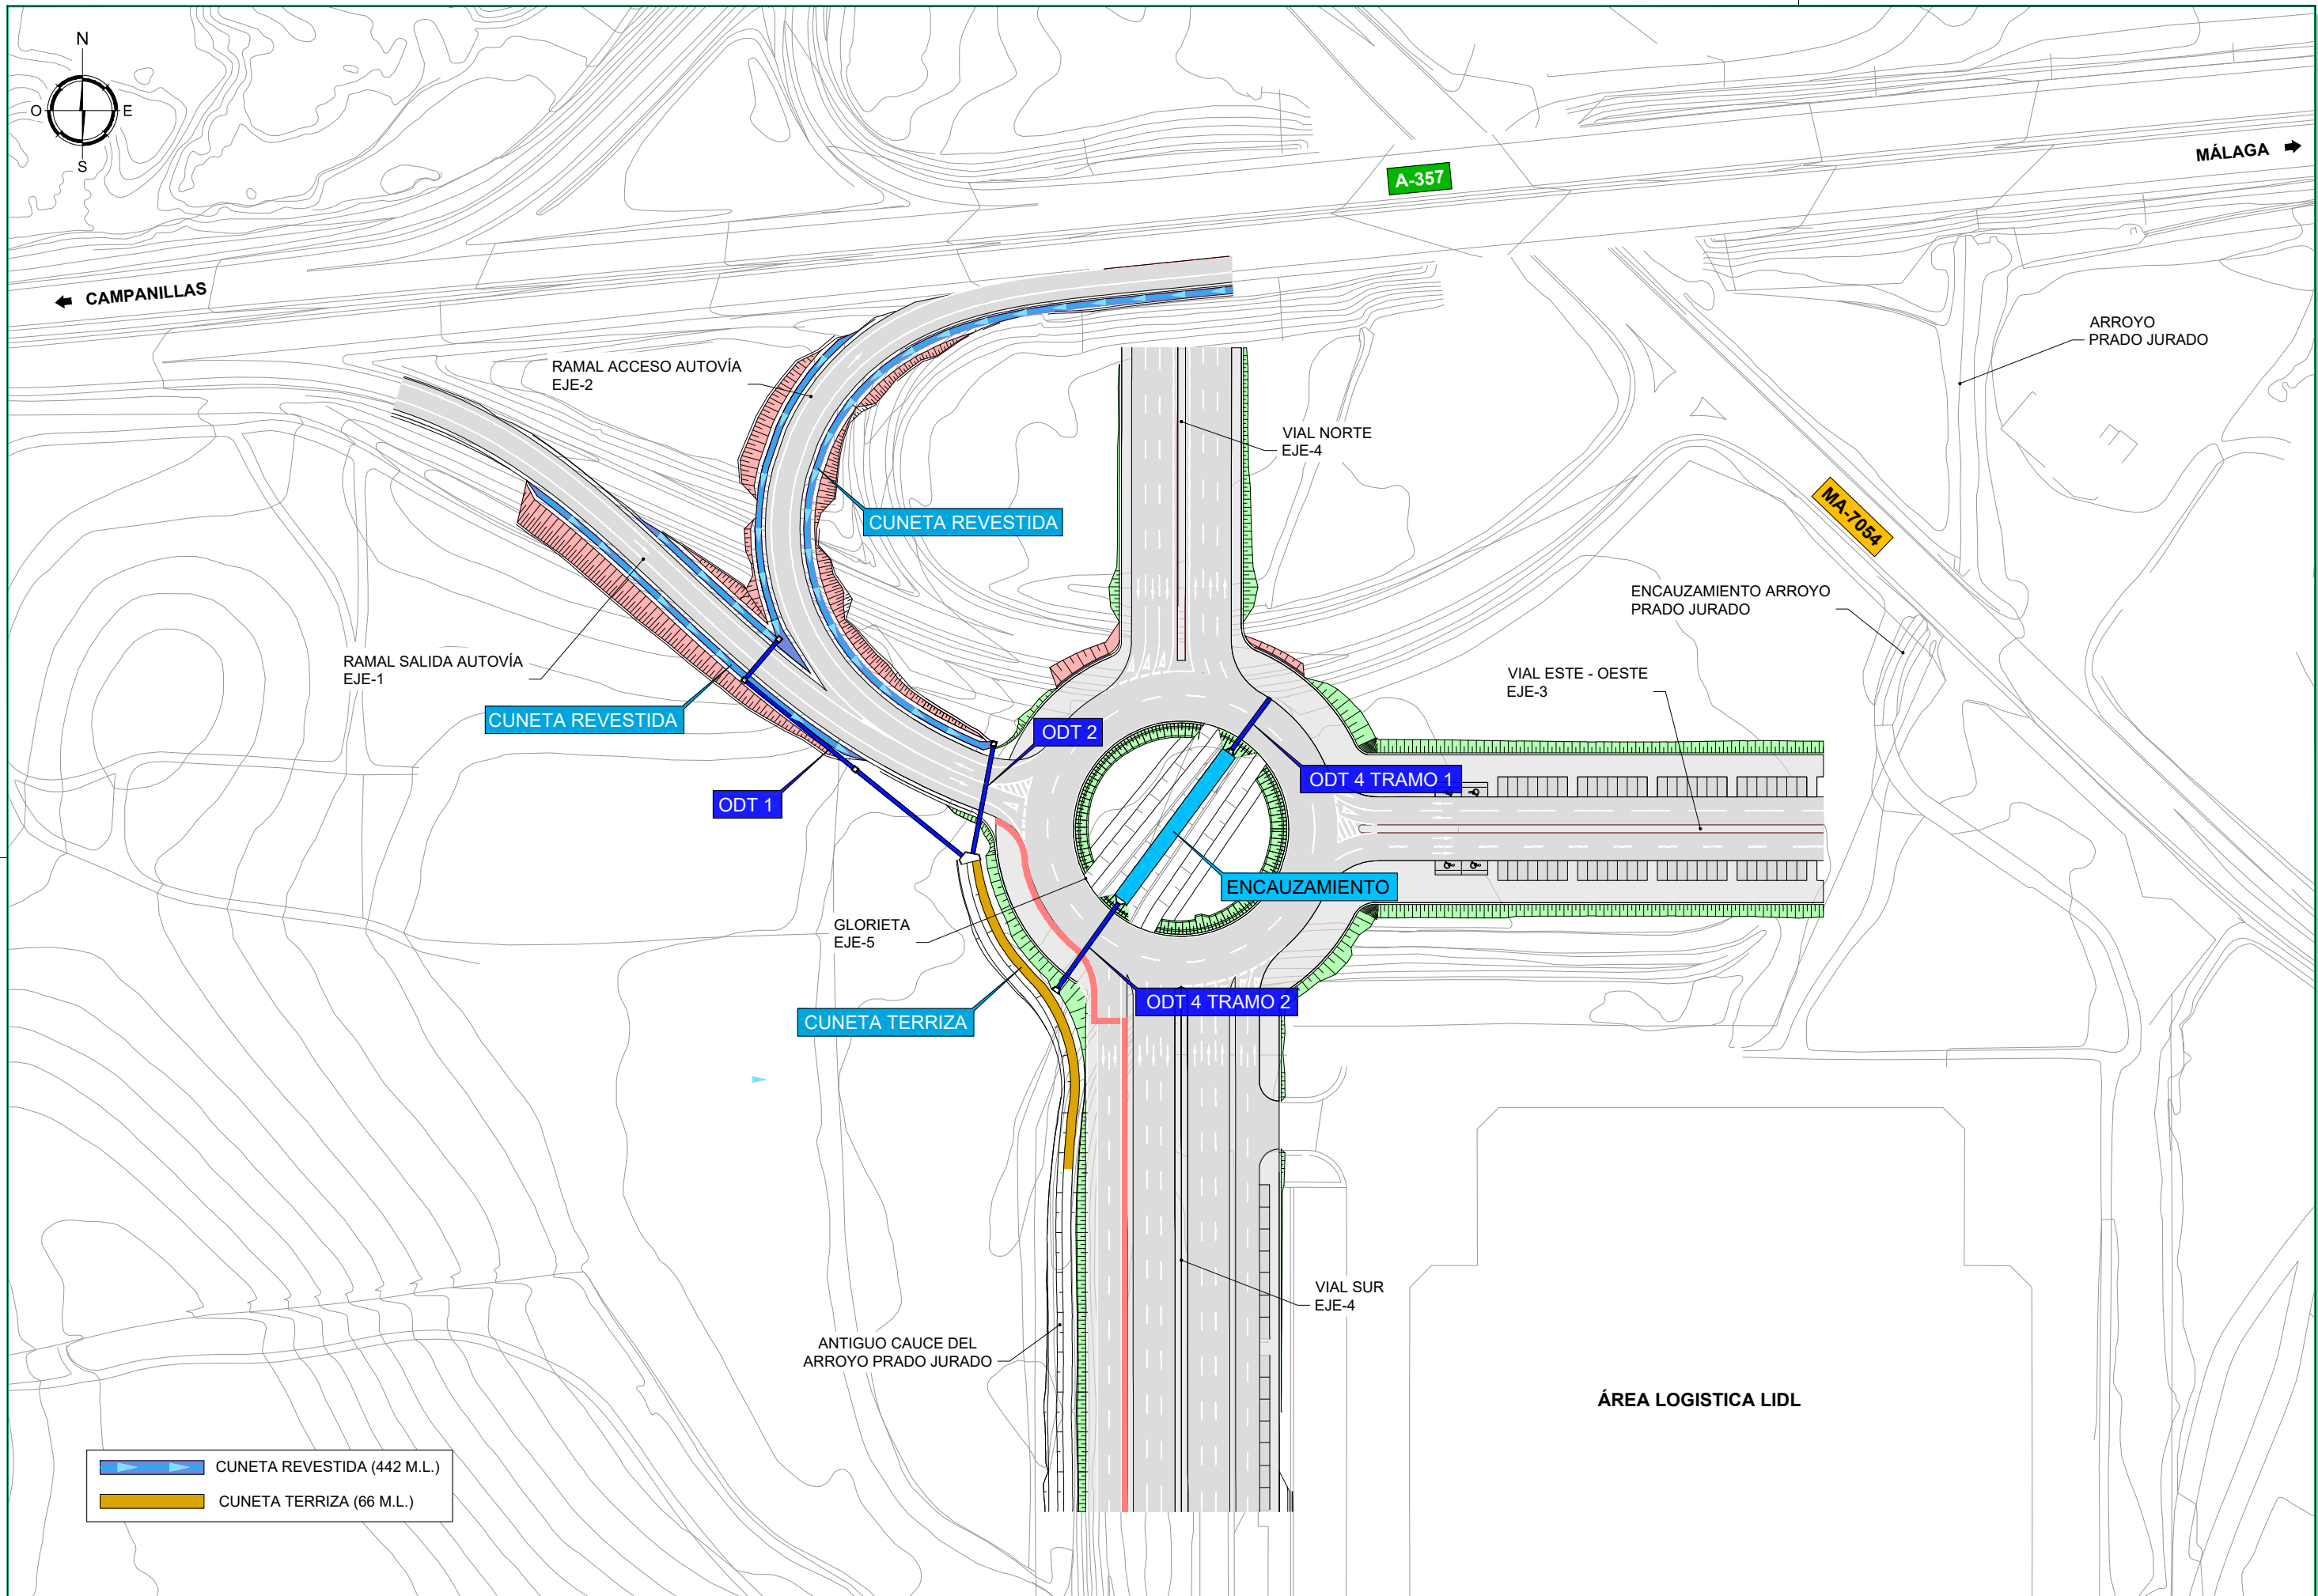 N
O
E
S
A-357
MÁLAGA
CAMPANILLAS
ARROYO
PRADO JURADO
RAMAL ACCESO AUTOVÍA
EJE-2
VIAL NORTE
EJE-4
CUNETA REVESTIDA
MA-7054
ENCAUZAMIENTO ARROYO
PRADO JURADO
RAMAL SALIDA AUTOVÍA
EJE-1
VIAL ESTE - OESTE
EJE-3
CUNETA REVESTIDA
ODT 2
ODT 4 TRAMO 1
ODT 1
ENCAUZAMIENTO
GLORIETA
EJE-5
ODT 4 TRAMO 2
CUNETA TERRIZA
VIAL SUR
EJE-4
ANTIGUO CAUCE DEL
ARROYO PRADO JURADO
ÁREA LOGISTICA LIDL
CUNETA REVESTIDA (442 M.L.)
CUNETA TERRIZA (66 M.L.)